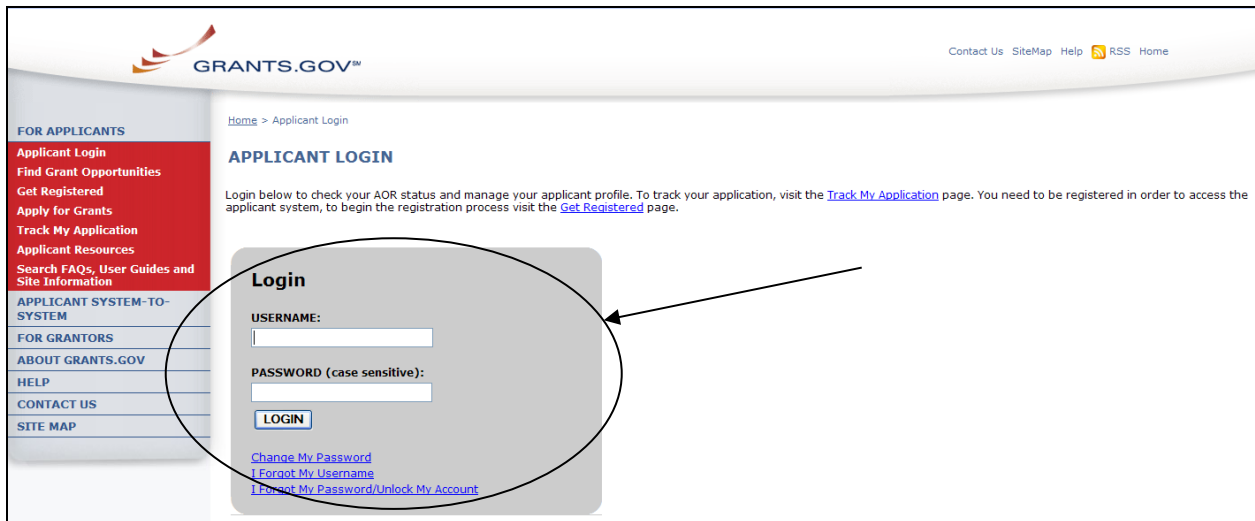 GRANTS.GOV℠
Contact Us SiteMap Help RSS Home
FOR APPLICANTS
Applicant Login
Find Grant Opportunities
Get Registered
Apply for Grants
Track My Application
Applicant Resources
Search FAQs, User Guides and
Site Information
APPLICANT SYSTEM-TO-
SYSTEM
FOR GRANTORS
ABOUT GRANTS.GOV
HELP
CONTACT US
SITE MAP
Home > Applicant Login
APPLICANT LOGIN
Login below to check your AOR status and manage your applicant profile. To track your application, visit the Track My Application page. You need to be registered in order to access the
applicant system, to begin the registration process visit the Get Registered page.
Login
USERNAME:
PASSWORD (case sensitive):
LOGIN
Change My Password
I Forgot My Username
I Forgot My Password/Unlock My Account